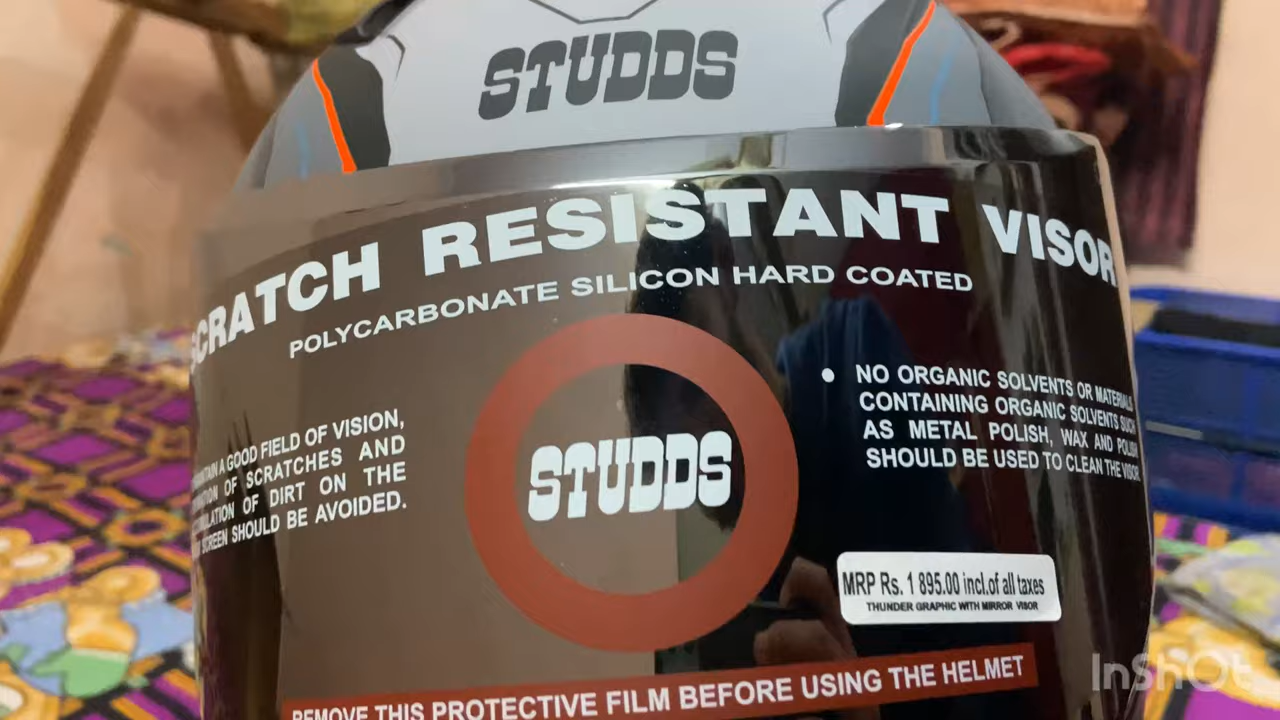 STUDDS
SCRATCH RESISTANT VISOR
POLYCARBONATE SILICON HARD COATED
A GOOD FIELD OF VISION,
OF SCRATCHES AND
OF DIRT ON THE
SCREEN SHOULD BE AVOIDED.
STUDDS
• NO ORGANIC SOLVENTS OR MATERIALS
CONTAINING ORGANIC SOLVENTS SUCH
AS METAL POLISH, WAX AND POLISH
SHOULD BE USED TO CLEAN THE VISOR.
MRP Rs. 1 895.00 incl.of all taxes
THUNDER GRAPHIC WITH MIRROR VISOR
REMOVE THIS PROTECTIVE FILM BEFORE USING THE HELMET
InShOt